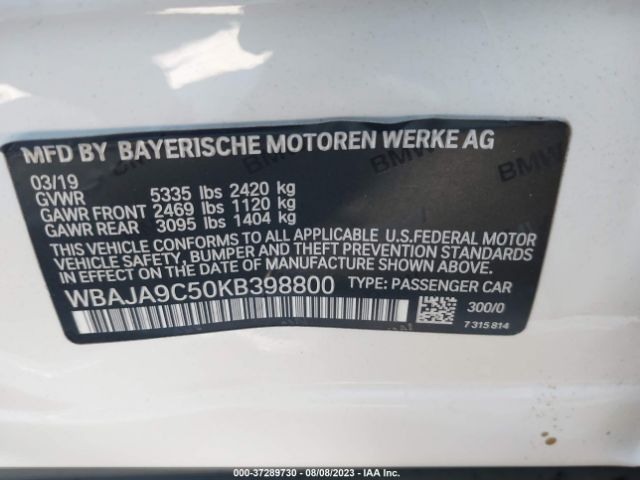 MFD BY BAYERISCHE MOTOREN WERKE AG
03/19
GVWR 5335 lbs 2420 kg
GAWR FRONT 2469 lbs 1120 kg
GAWR REAR 3095 lbs 1404 kg
THIS VEHICLE CONFORMS TO ALL APPLICABLE U.S.FEDERAL MOTOR
VEHICLE SAFETY, BUMPER AND THEFT PREVENTION STANDARDS
IN EFFECT ON THE DATE OF MANUFACTURE SHOWN ABOVE.
WBAJA9C50KB398800 TYPE: PASSENGER CAR
300/0
7 315 814
000-37289730 - 08/08/2023 - IAA Inc.